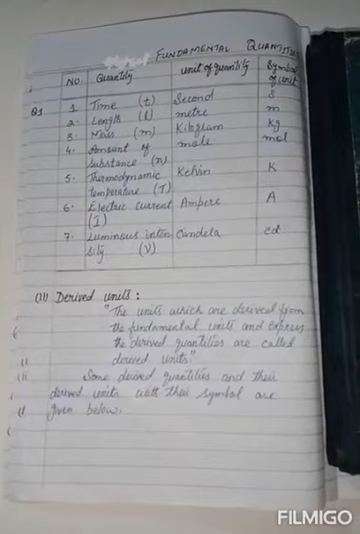 FUNDAMENTAL QUANTITIES
NO. Quantity unit of quantity Symbol of unit
Q1
1. Time (t) Second S
2. Length (l) metre m
3. Mass (m) Kilogram Kg
4. Amount of substance (n) mole mol
5. Thermodynamic temperature (T) Kelvin K
6. Electric current (I) Ampere A
7. Luminous intensity (V) Candela cd
(II) Derived units:
"The units which are derived from
the fundamental units and express
the derived quantities are called
derived units."
Some derived quantities and their
derived units with their symbol are
given below.
FILMIGO